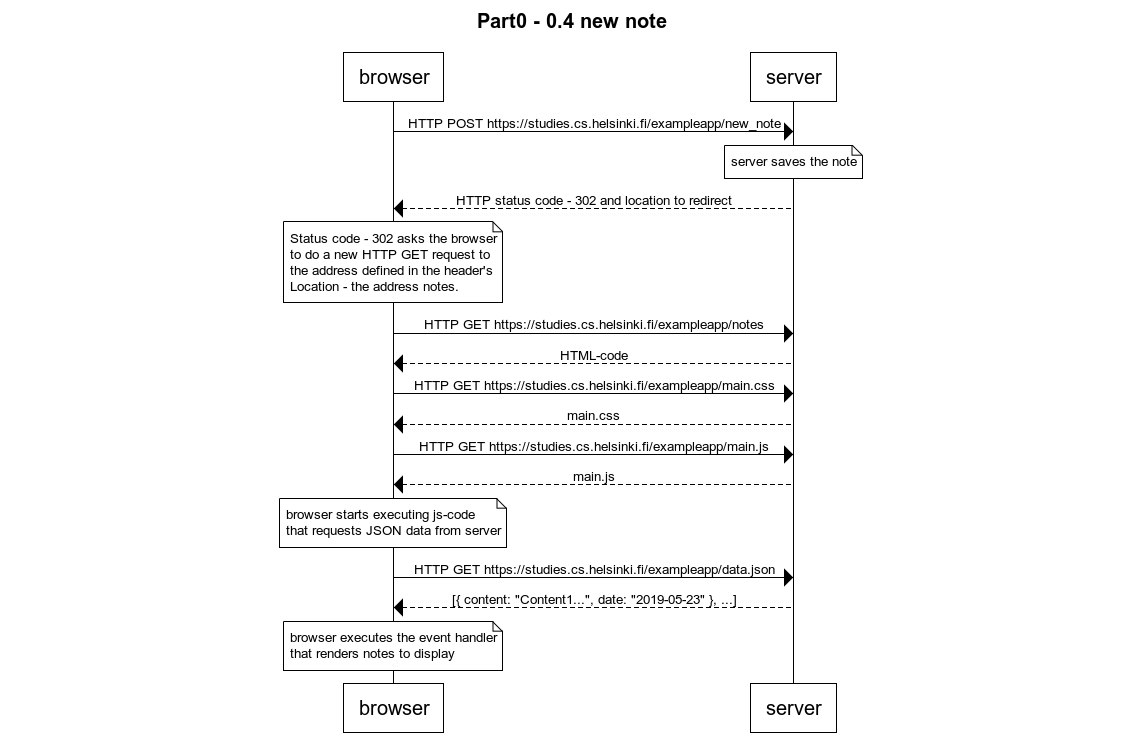 Part0 - 0.4 new note
browser
server
HTTP POST https://studies.cs.helsinki.fi/exampleapp/new_note
server saves the note
HTTP status code - 302 and location to redirect
Status code - 302 asks the browser
to do a new HTTP GET request to
the address defined in the header's
Location - the address notes.
HTTP GET https://studies.cs.helsinki.fi/exampleapp/notes
HTML-code
HTTP GET https://studies.cs.helsinki.fi/exampleapp/main.css
main.css
HTTP GET https://studies.cs.helsinki.fi/exampleapp/main.js
main.js
browser starts executing js-code
that requests JSON data from server
HTTP GET https://studies.cs.helsinki.fi/exampleapp/data.json
[{ content: "Content1...", date: "2019-05-23" }, ...]
browser executes the event handler
that renders notes to display
browser
server